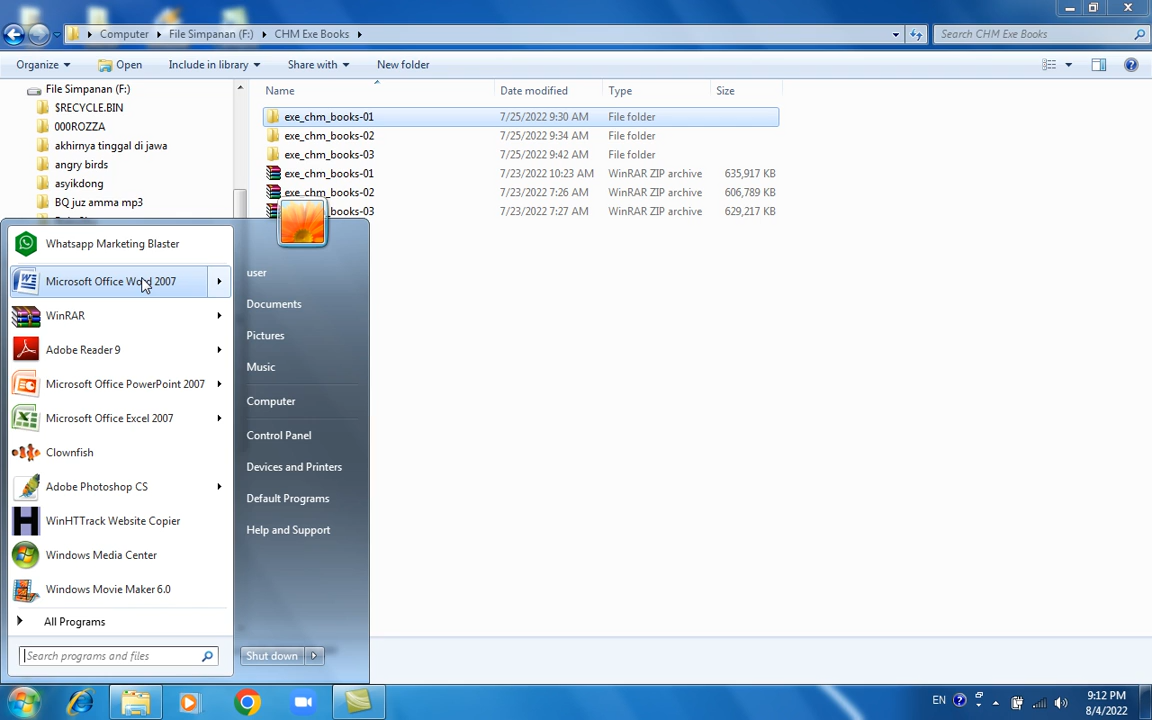 Computer ▸ File Simpanan (F:) ▸ CHM Exe Books ▸
Search CHM Exe Books
Organize Open Include in library Share with New folder
File Simpanan (F:)
$RECYCLE.BIN
000ROZZA
akhirnya tinggal di jawa
angry birds
asyikdong
BQ juz amma mp3
Name Date modified Type Size
exe_chm_books-01 7/25/2022 9:30 AM File folder
exe_chm_books-02 7/25/2022 9:34 AM File folder
exe_chm_books-03 7/25/2022 9:42 AM File folder
exe_chm_books-01 7/23/2022 10:23 AM WinRAR ZIP archive 635,917 KB
exe_chm_books-02 7/23/2022 7:26 AM WinRAR ZIP archive 606,789 KB
_books-03 7/23/2022 7:27 AM WinRAR ZIP archive 629,217 KB
Whatsapp Marketing Blaster
Microsoft Office Word 2007
WinRAR
Adobe Reader 9
Microsoft Office PowerPoint 2007
Microsoft Office Excel 2007
Clownfish
Adobe Photoshop CS
WinHTTrack Website Copier
Windows Media Center
Windows Movie Maker 6.0
All Programs
Search programs and files
user
Documents
Pictures
Music
Computer
Control Panel
Devices and Printers
Default Programs
Help and Support
Shut down
EN
9:12 PM
8/4/2022